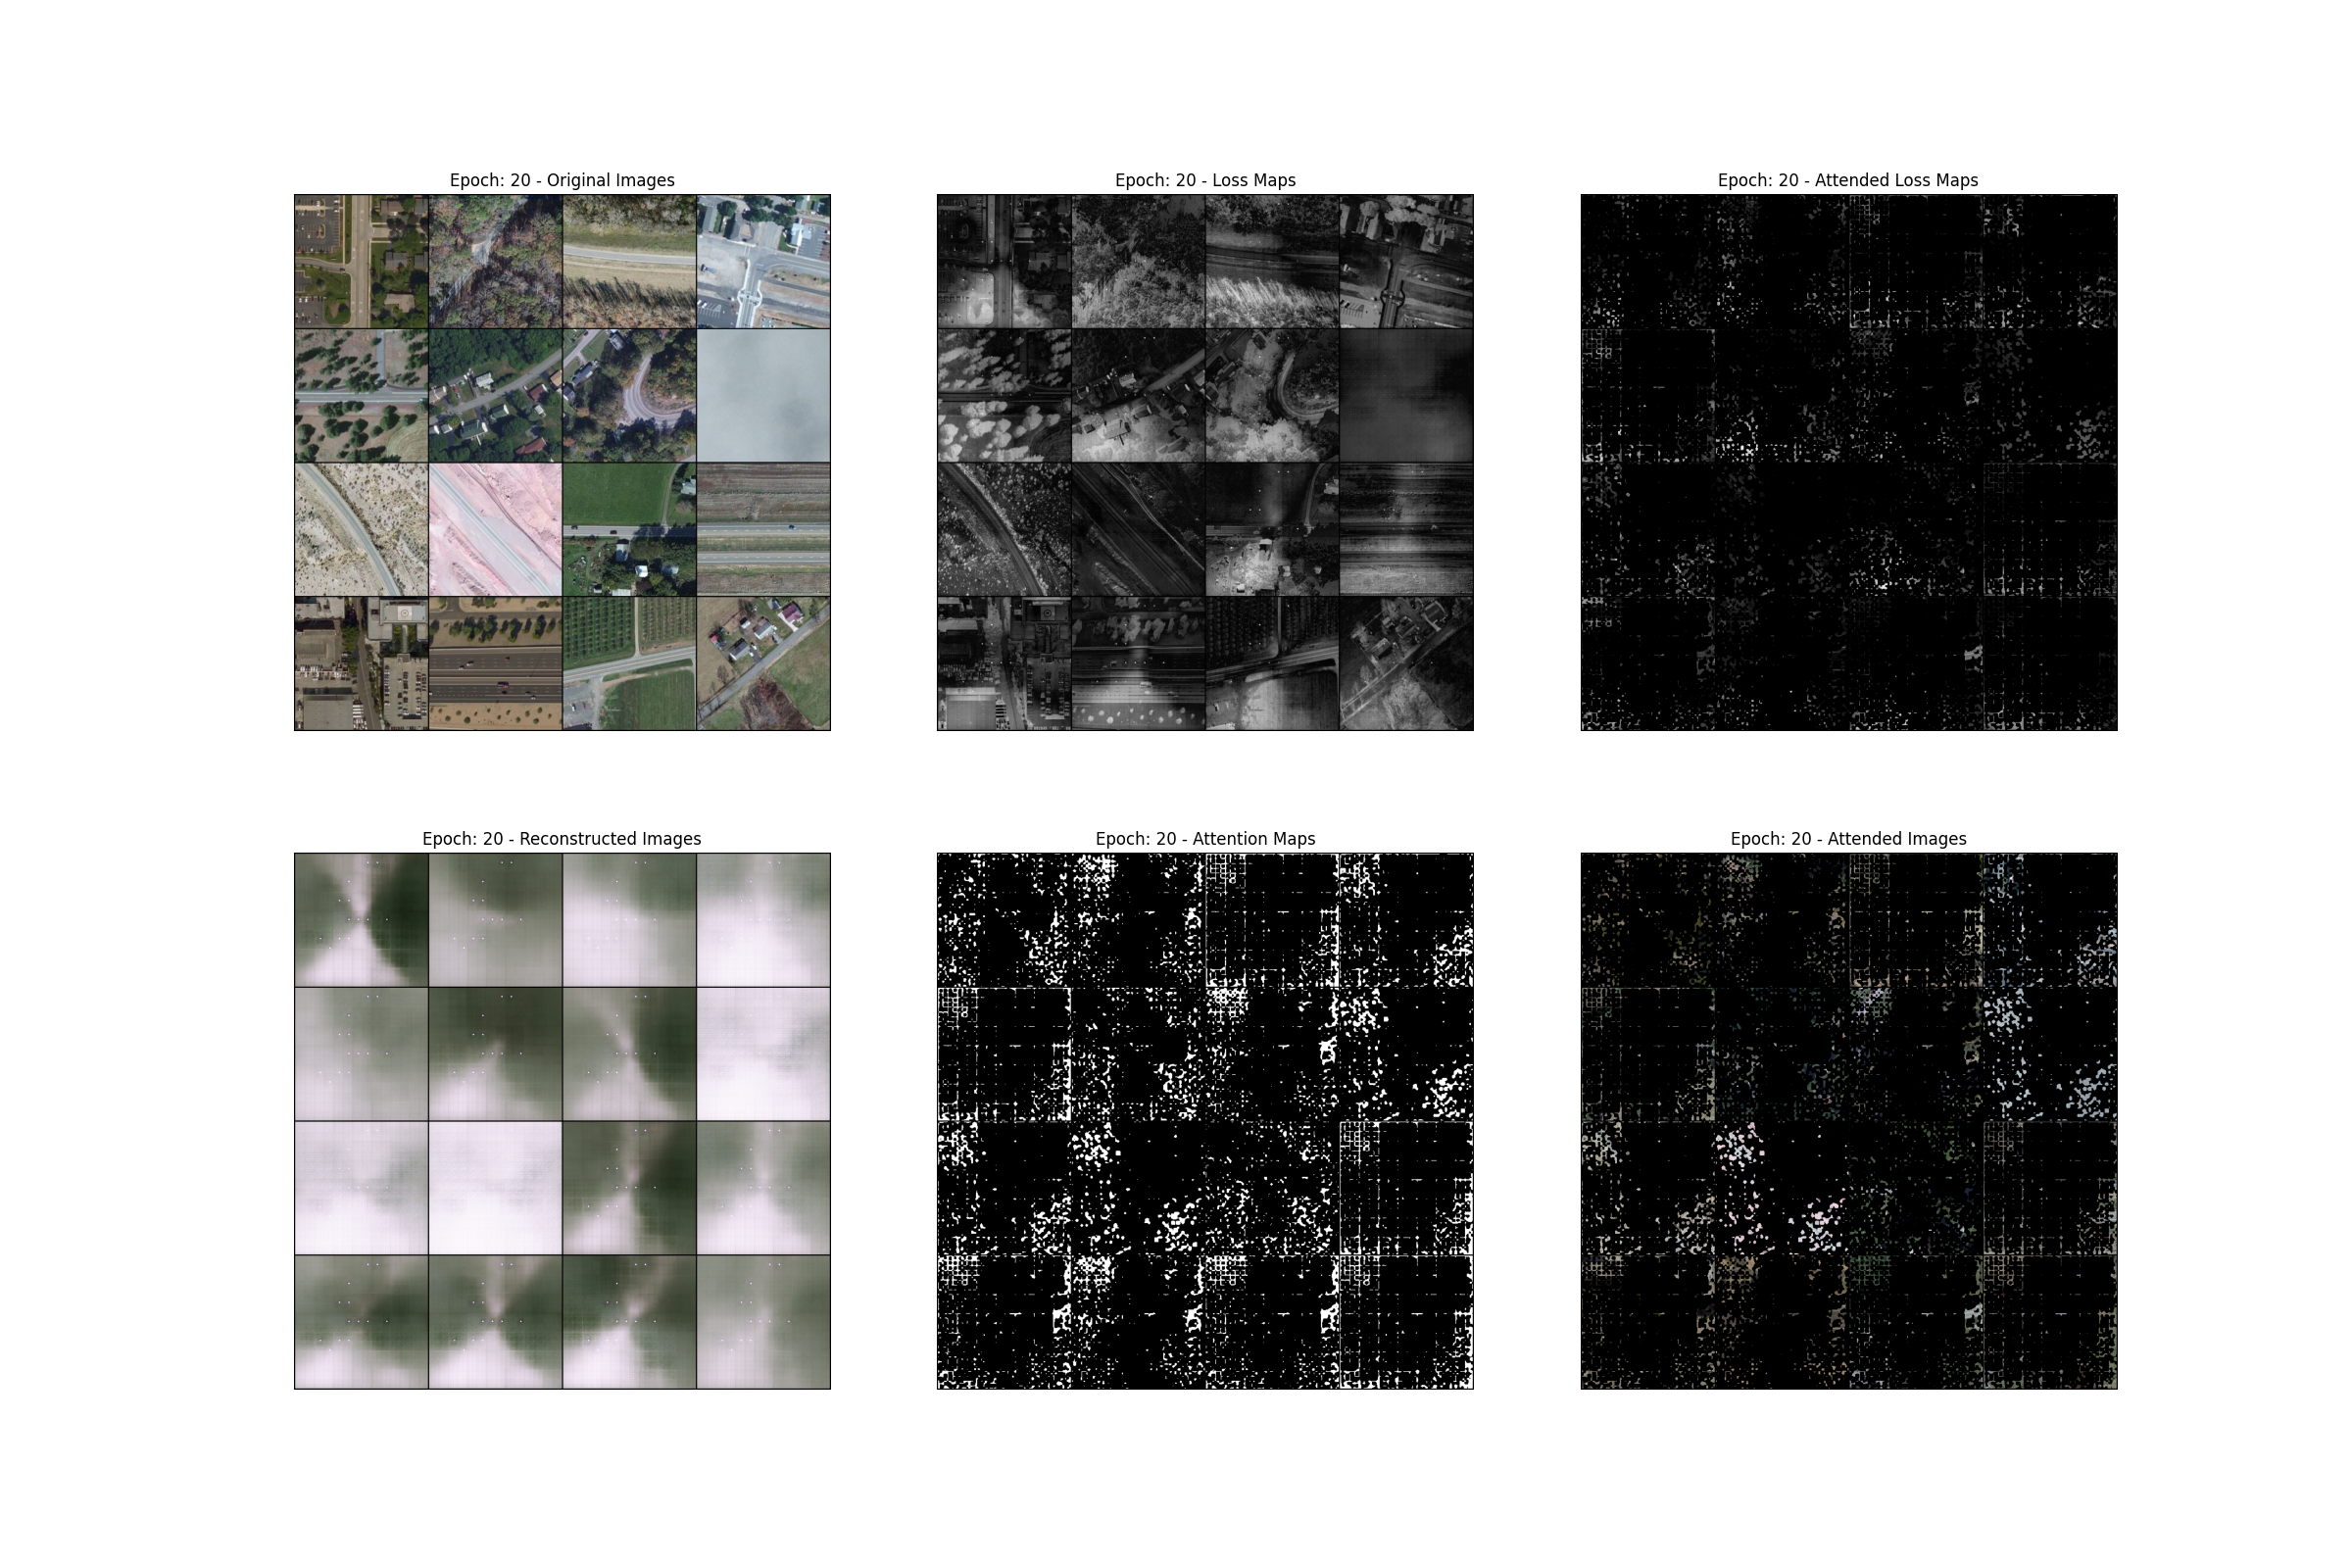 Epoch: 20 - Original Images
Epoch: 20 - Loss Maps
Epoch: 20 - Attended Loss Maps
Epoch: 20 - Reconstructed Images
Epoch: 20 - Attention Maps
Epoch: 20 - Attended Images